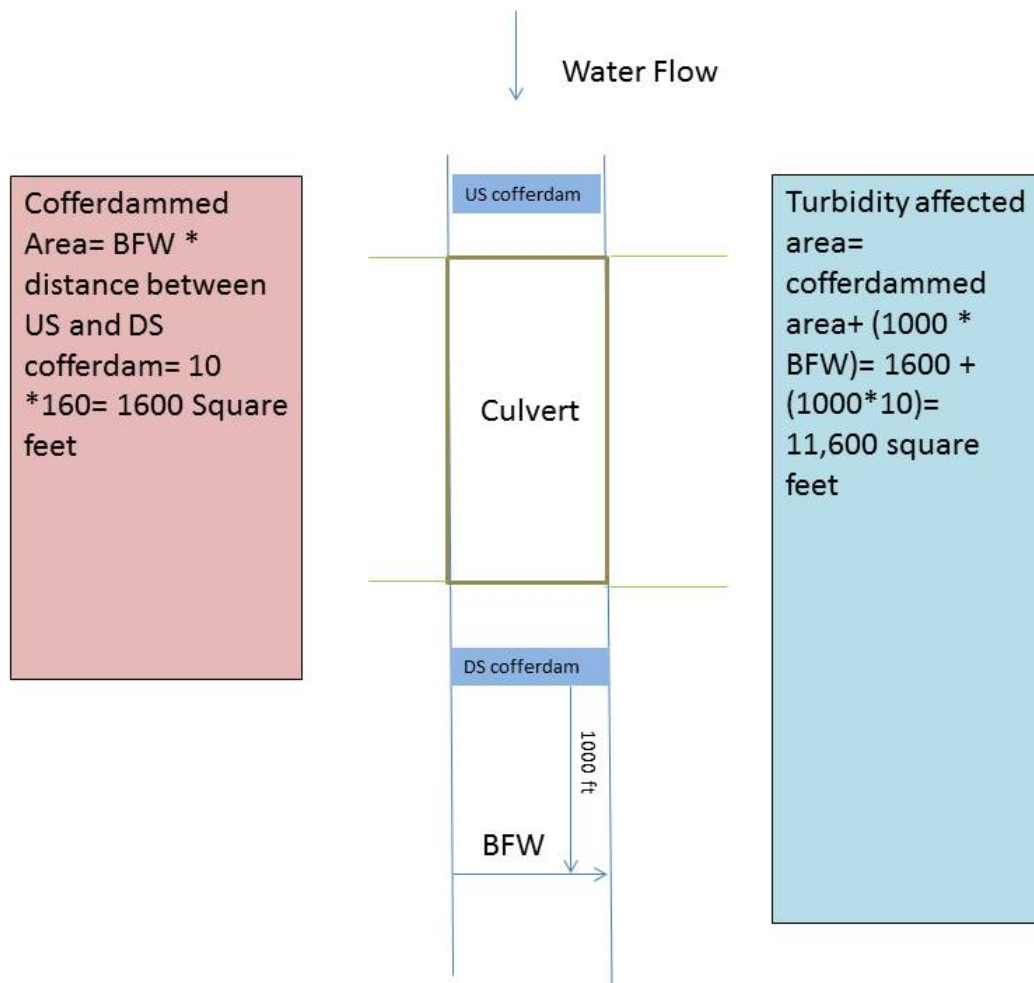 Water Flow
Cofferdammed
Area= BFW *
distance between
US and DS
cofferdam= 10
*160= 1600 Square
feet
US cofferdam
Culvert
DS cofferdam
1000 ft
BFW
Turbidity affected
area=
cofferdammed
area+ (1000 *
BFW)= 1600 +
(1000*10)=
11,600 square
feet